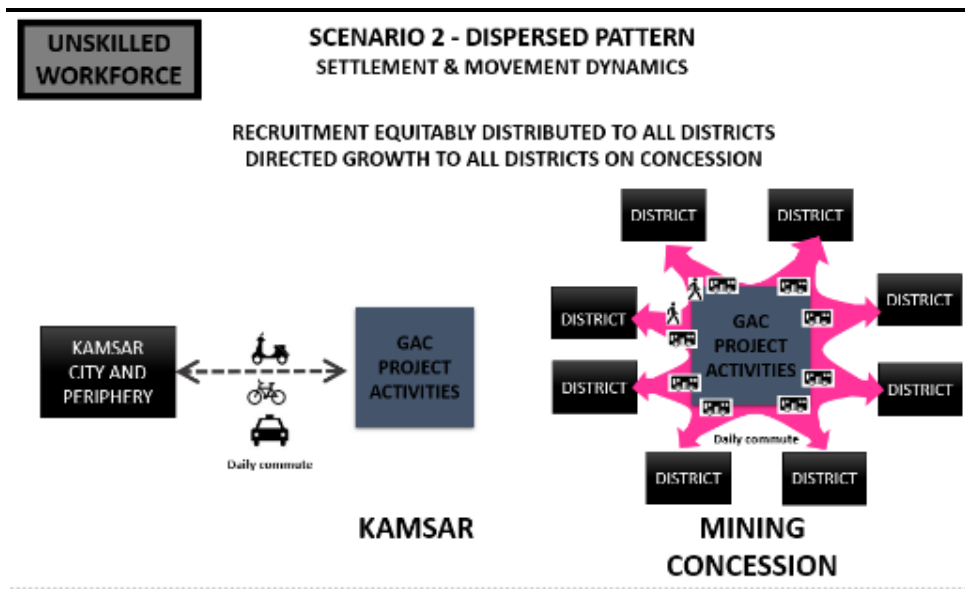 UNSKILLED
WORKFORCE
SCENARIO 2 - DISPERSED PATTERN
SETTLEMENT & MOVEMENT DYNAMICS
RECRUITMENT EQUITABLY DISTRIBUTED TO ALL DISTRICTS
DIRECTED GROWTH TO ALL DISTRICTS ON CONCESSION
KAMSAR
CITY AND
PERIPHERY
Daily commute
GAC
PROJECT
ACTIVITIES
KAMSAR
DISTRICT
DISTRICT
DISTRICT
DISTRICT
GAC
PROJECT
ACTIVITIES
DISTRICT
DISTRICT
Daily commute
DISTRICT
DISTRICT
MINING
CONCESSION